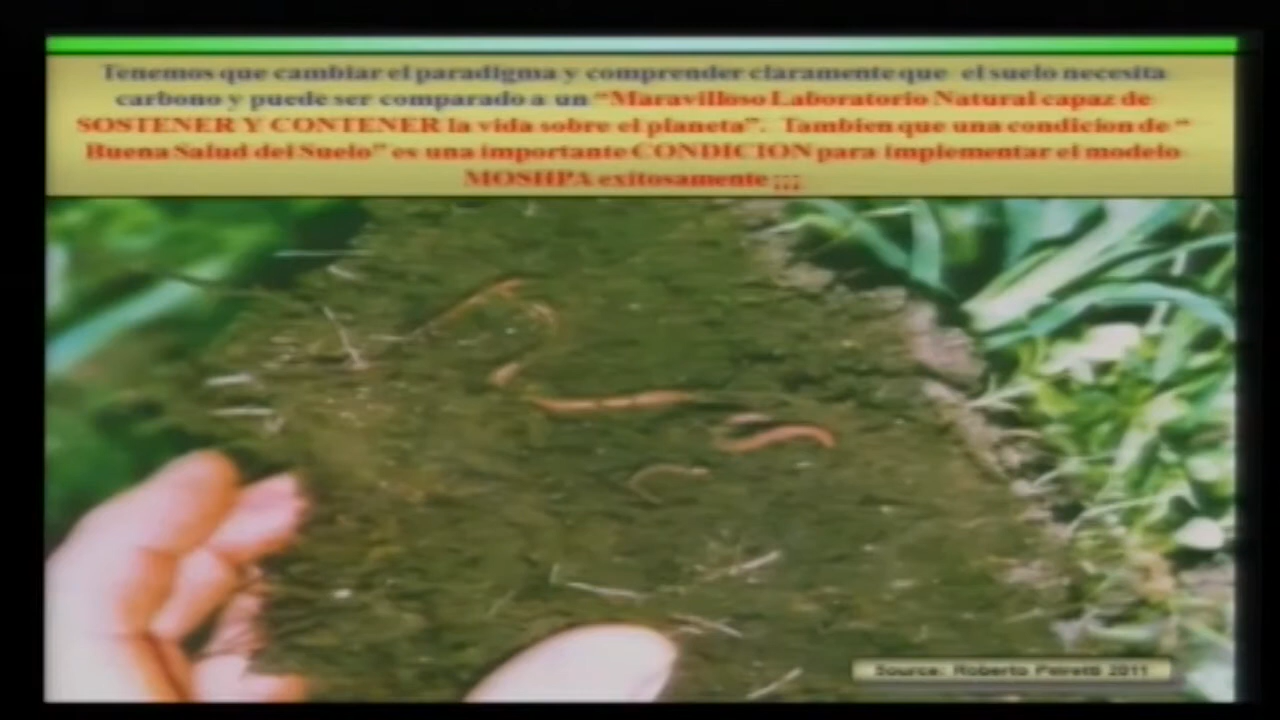 Tenemos que cambiar el paradigma y comprender claramente que el suelo necesita
carbono y puede ser comparado a un "Maravilloso Laboratorio Natural capaz de
SOSTENER Y CONTENER la vida sobre el planeta". Tambien que una condicion de "
Buena Salud del Suelo" es una importante CONDICION para implementar el modelo
MOSHPA exitosamente ;;;
Source: Roberto Peiretti 2011